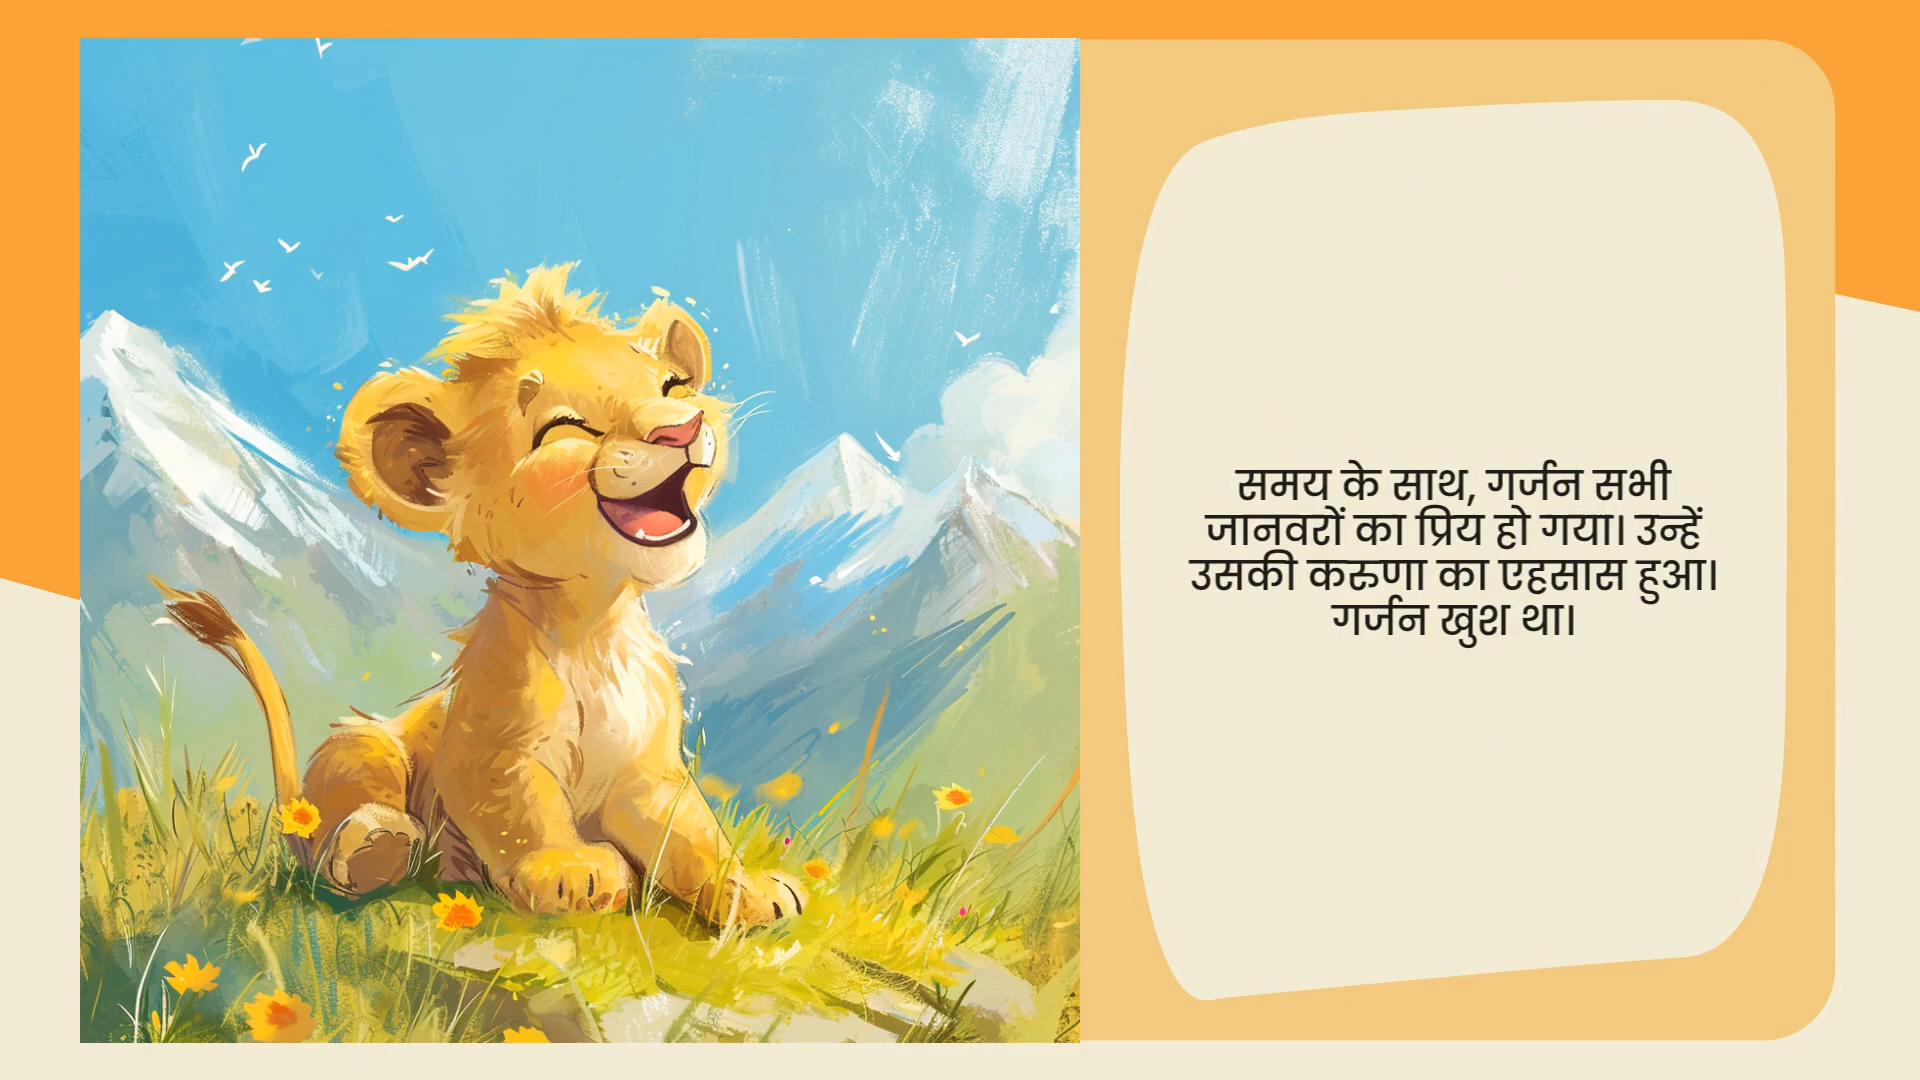 समय के साथ, गर्जन सभी
जानवरों का प्रिय हो गया। उन्हें
उसकी करुणा का एहसास हुआ।
गर्जन खुश था।